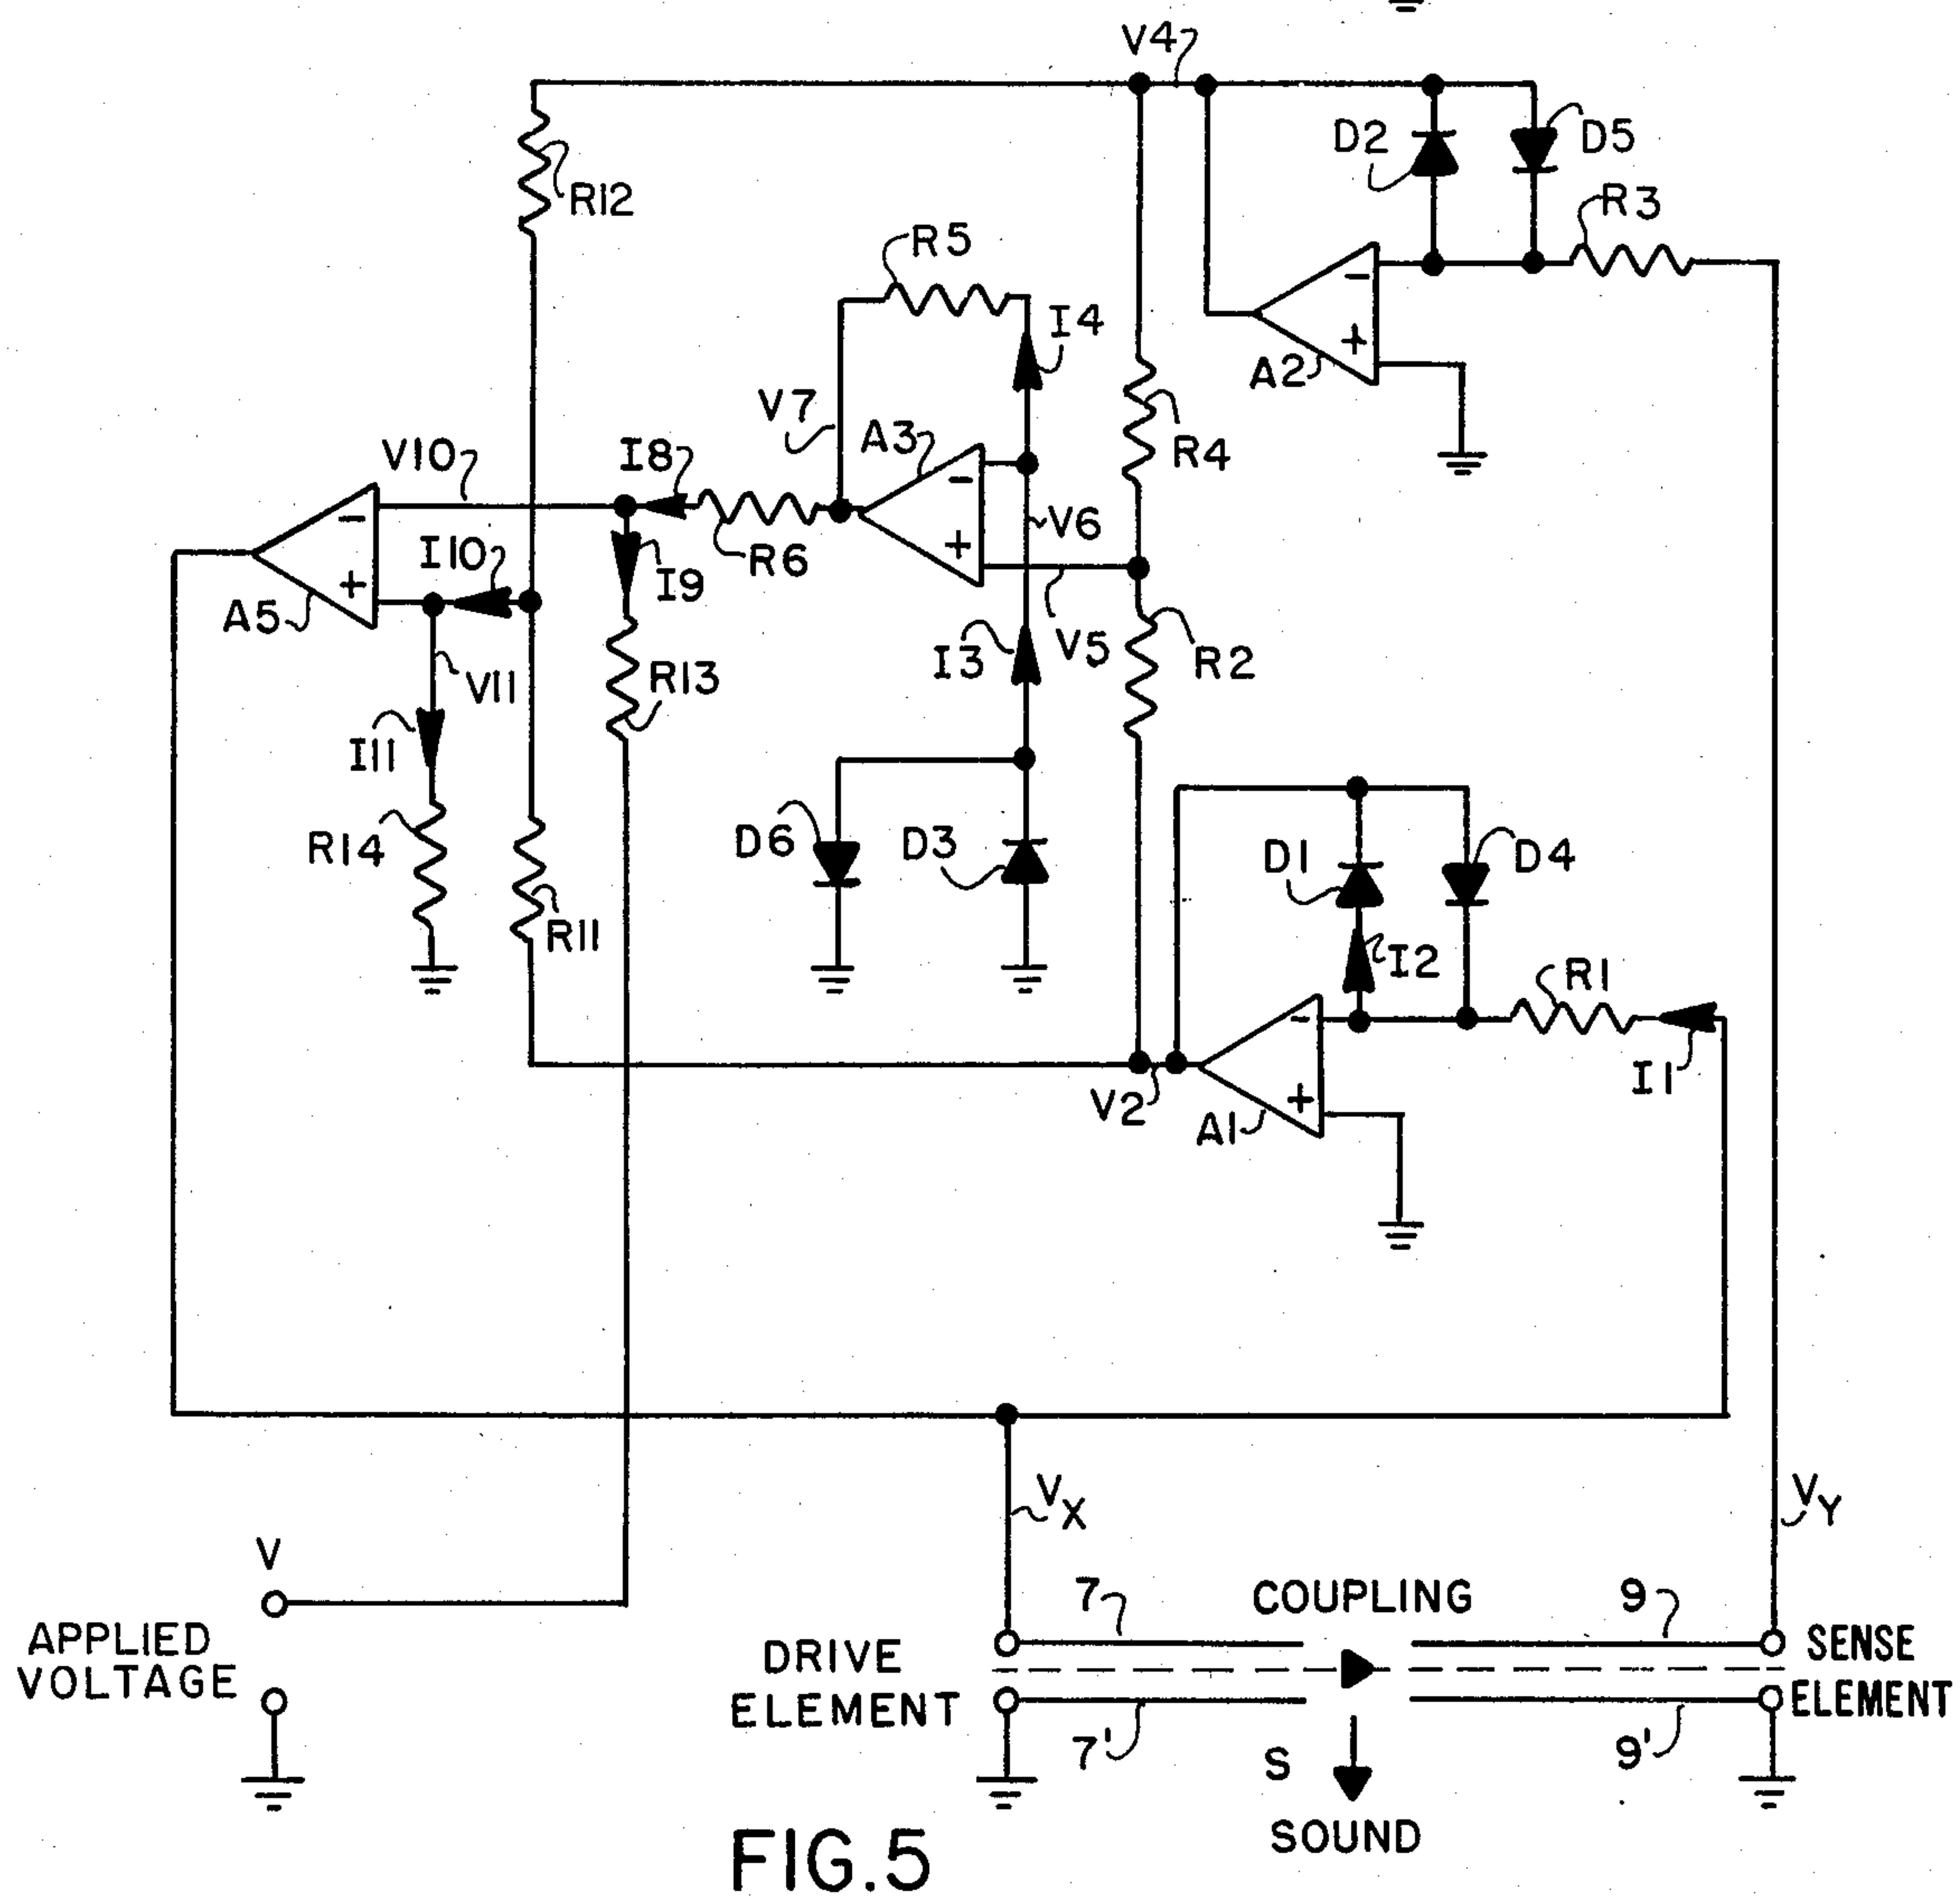 V4
D2
D5
R12
R3
R5
I4
A2
V7
A3
R4
V10
I8
V6
R6
I10
I9
A5
I3
V5
R2
V11
R13
I11
D6
D3
D1
D4
R14
R11
I2
R1
I1
V2
A1
VX
VY
V
7
COUPLING
9
APPLIED
VOLTAGE
DRIVE
ELEMENT
SENSE
ELEMENT
7'
S
9'
SOUND
FIG.5
- + - + - + - +